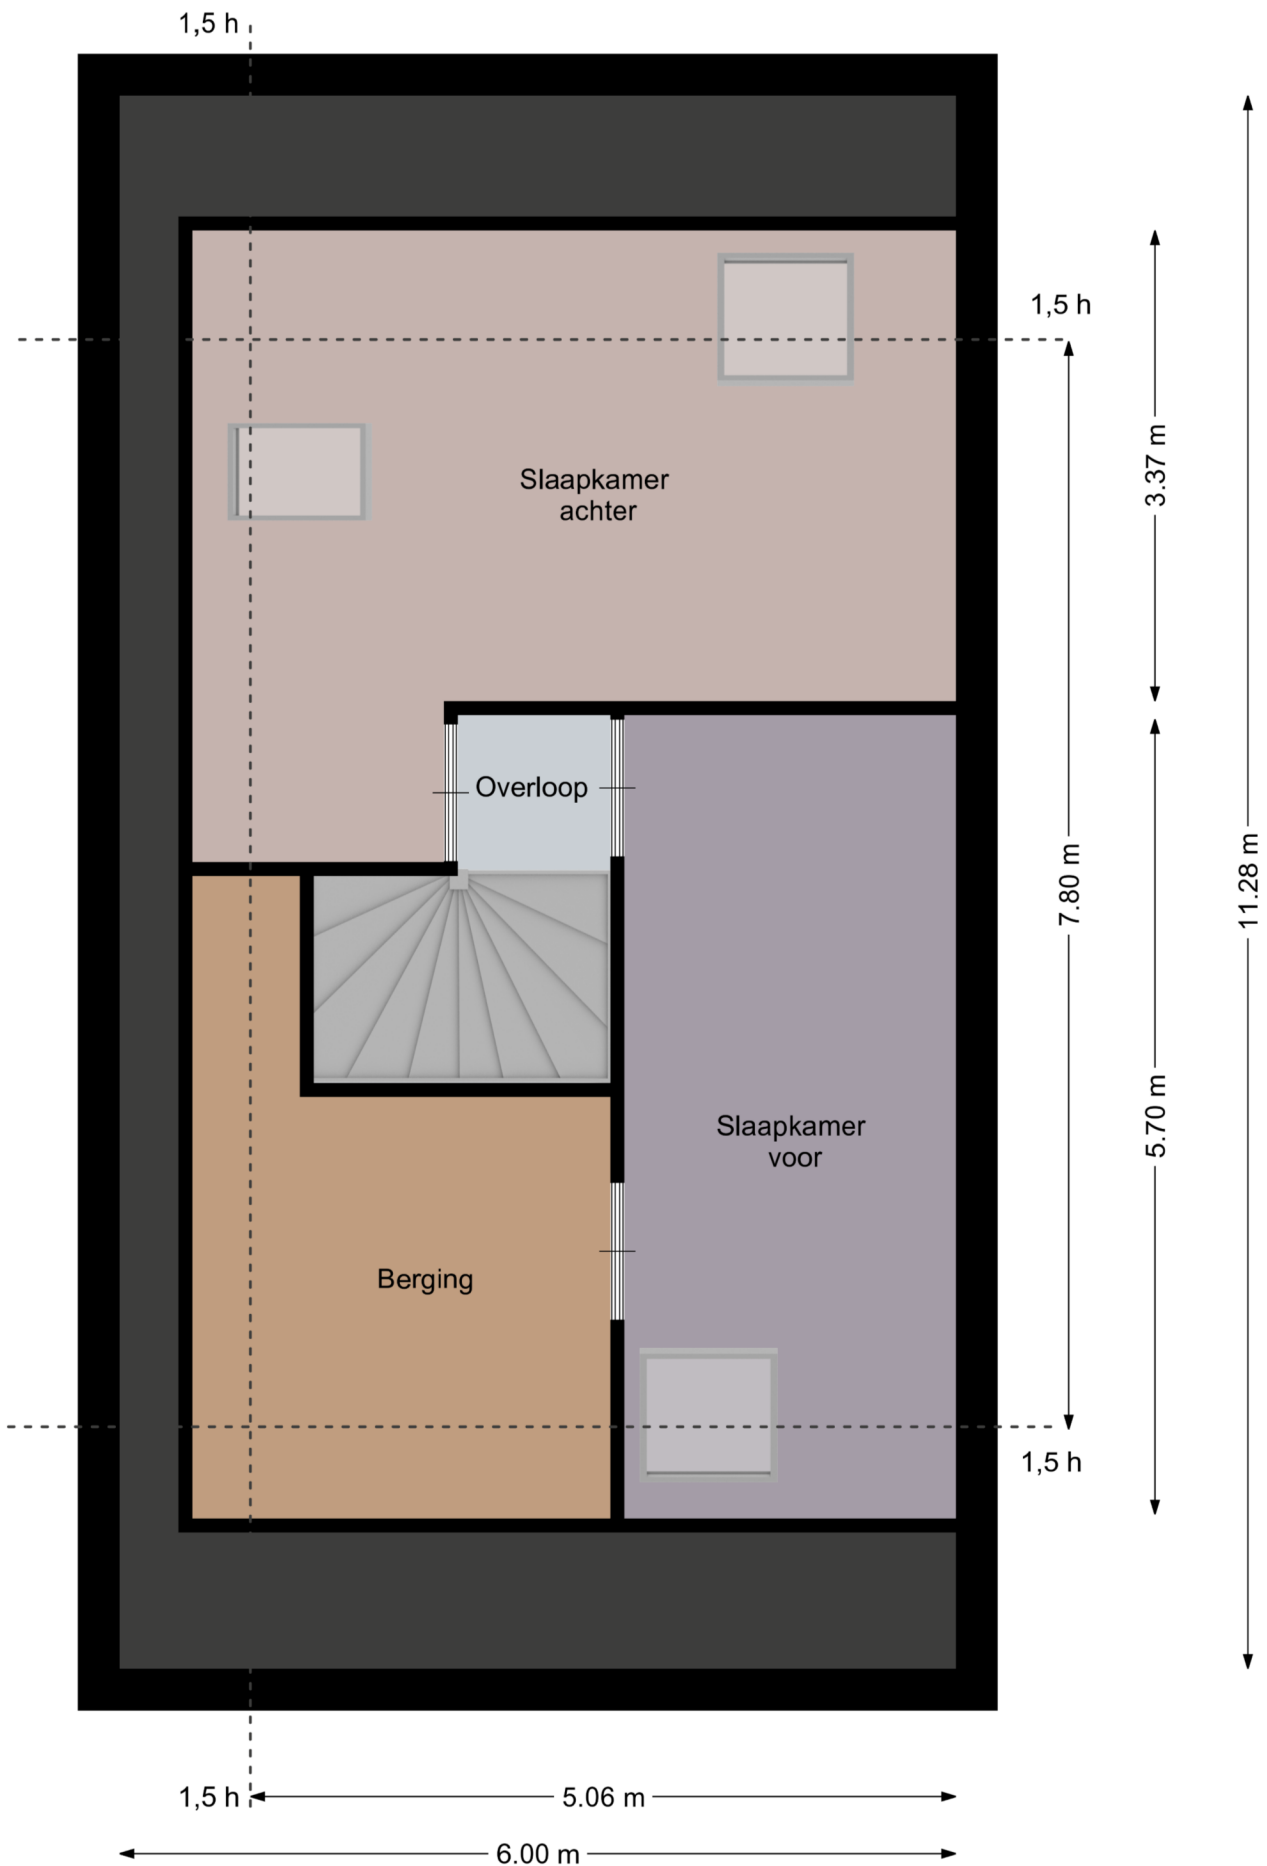 1,5 h
1,5 h
3.37 m
Slaapkamer
achter
Overloop
7.80 m
11.28 m
5.70 m
Slaapkamer
voor
Berging
1,5 h
1,5 h
5.06 m
6.00 m